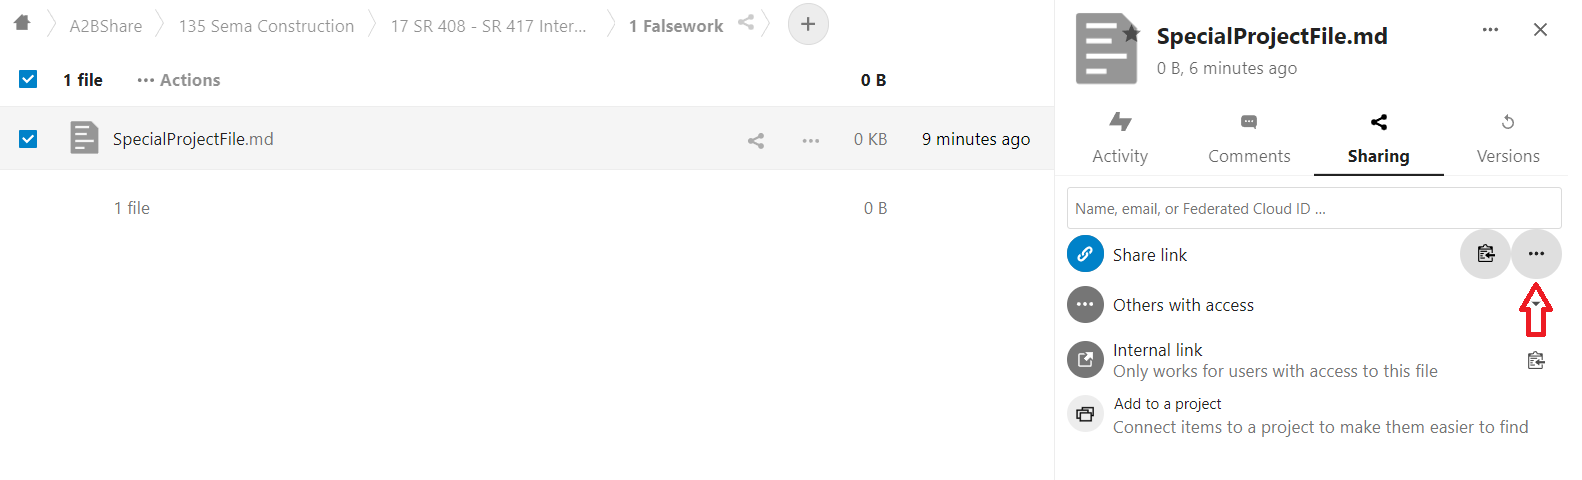 A2BShare 135 Sema Construction 17 SR 408 - SR 417 Inter... 1 Falsework +
1 file ... Actions 0 B
SpecialProjectFile.md ... 0 KB 9 minutes ago
1 file 0 B
SpecialProjectFile.md
0 B, 6 minutes ago
Activity Comments Sharing Versions
Name, email, or Federated Cloud ID ...
Share link
Others with access
Internal link
Only works for users with access to this file
Add to a project
Connect items to a project to make them easier to find